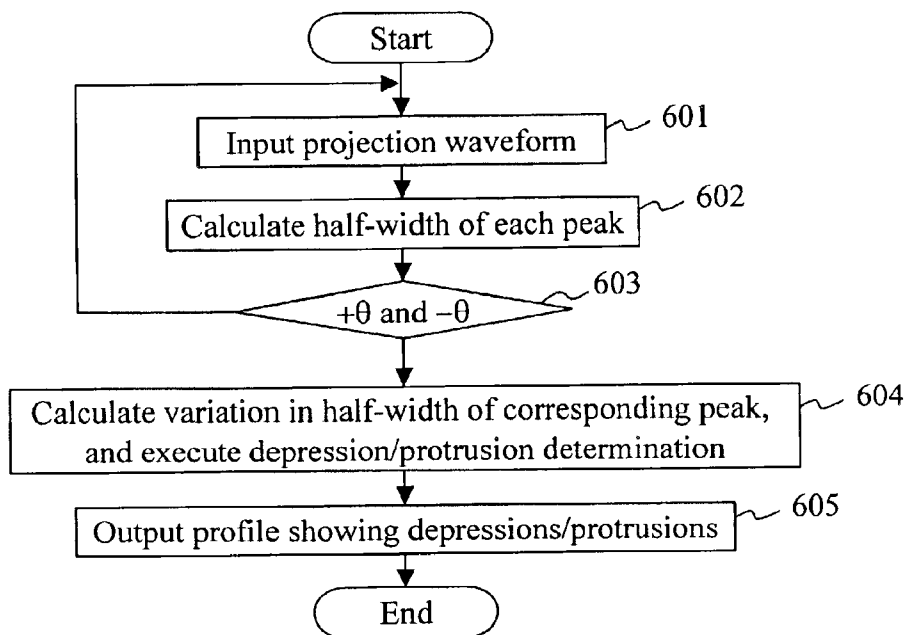 Start
Input projection waveform
601
Calculate half-width of each peak
602
+θ and −θ
603
Calculate variation in half-width of corresponding peak,
and execute depression/protrusion determination
604
Output profile showing depressions/protrusions
605
End